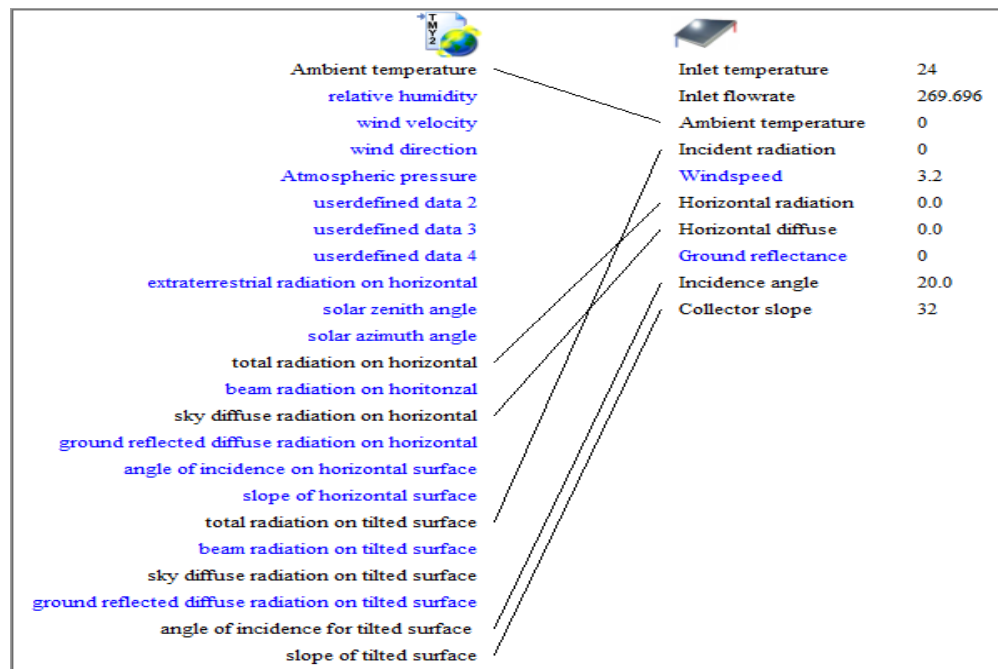 TMY2
Ambient temperature
relative humidity
wind velocity
wind direction
Atmospheric pressure
userdefined data 2
userdefined data 3
userdefined data 4
extraterrestrial radiation on horizontal
solar zenith angle
solar azimuth angle
total radiation on horizontal
beam radiation on horitonzal
sky diffuse radiation on horizontal
ground reflected diffuse radiation on horizontal
angle of incidence on horizontal surface
slope of horizontal surface
total radiation on tilted surface
beam radiation on tilted surface
sky diffuse radiation on tilted surface
ground reflected diffuse radiation on tilted surface
angle of incidence for tilted surface
slope of tilted surface
Inlet temperature 24
Inlet flowrate 269.696
Ambient temperature 0
Incident radiation 0
Windspeed 3.2
Horizontal radiation 0.0
Horizontal diffuse 0.0
Ground reflectance 0
Incidence angle 20.0
Collector slope 32